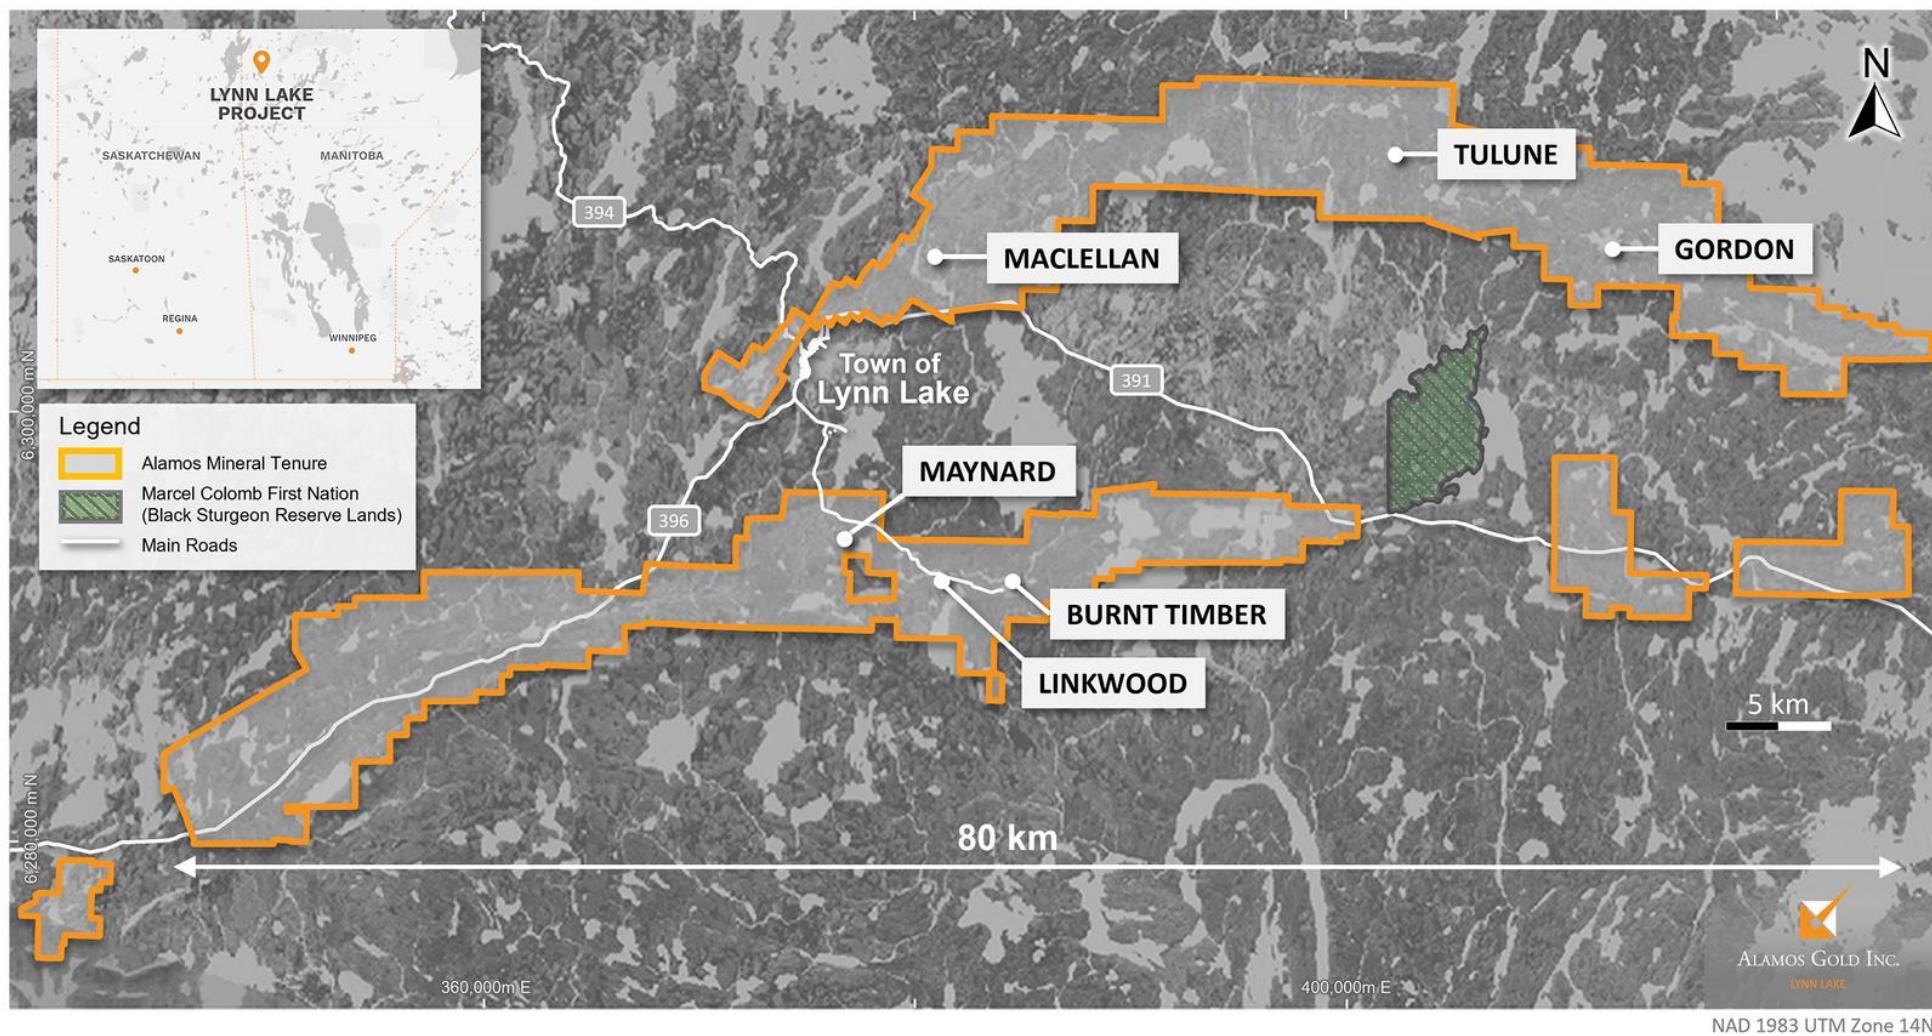 LYNN LAKE
PROJECT
SASKATCHEWAN
MANITOBA
SASKATOON
REGINA
WINNIPEG
Legend
Alamos Mineral Tenure
Marcel Colomb First Nation
(Black Sturgeon Reserve Lands)
Main Roads
N
394
TULUNE
MACLELLAN
GORDON
Town of
Lynn Lake
391
MAYNARD
396
BURNT TIMBER
LINKWOOD
5 km
80 km
6,300,000 m N
6,280,000 m N
360,000m E
400,000m E
ALAMOS GOLD INC.
LYNN LAKE
NAD 1983 UTM Zone 14N